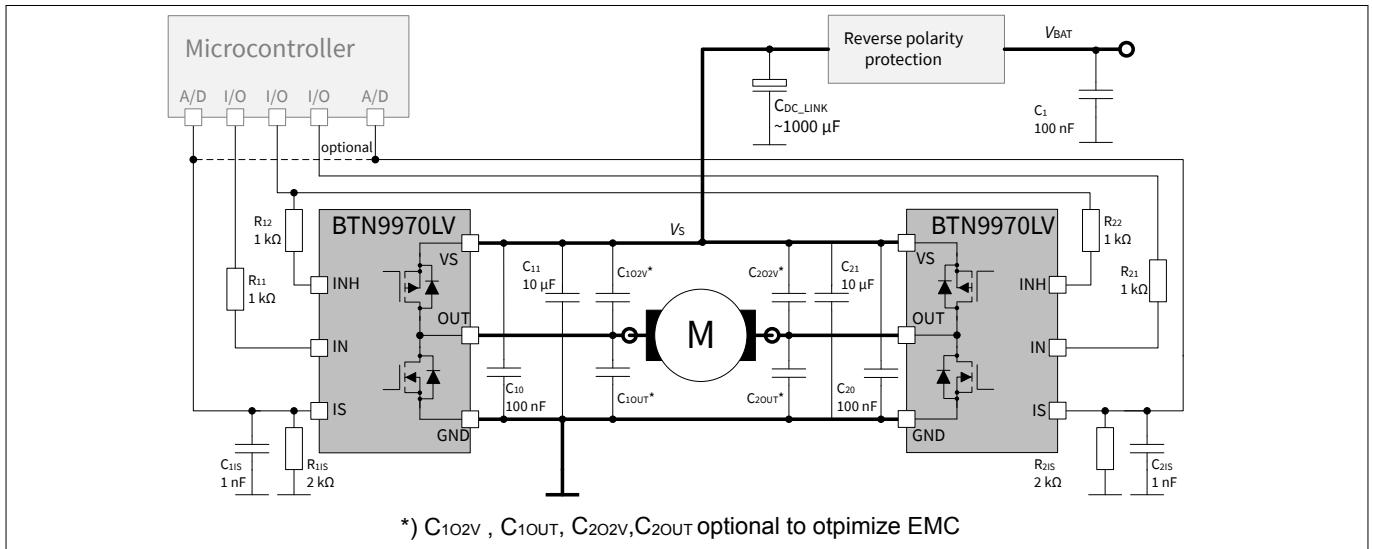 Microcontroller
A/D I/O I/O I/O A/D
optional
Reverse polarity
protection
VBAT
CDC_LINK
~1000 µF
C1
100 nF
R12
1 kΩ
R11
1 kΩ
BTN9970LV
VS
INH
OUT
IN
IS
GND
C1IS
1 nF
R1IS
2 kΩ
VS
C11
10 µF
C1O2V*
C10
100 nF
C1OUT*
M
C2O2V*
C21
10 µF
C2OUT*
C20
100 nF
BTN9970LV
VS
INH
OUT
IN
IS
GND
R22
1 kΩ
R21
1 kΩ
R2IS
2 kΩ
C2IS
1 nF
*) C1O2V , C1OUT, C2O2V,C2OUT optional to otpimize EMC